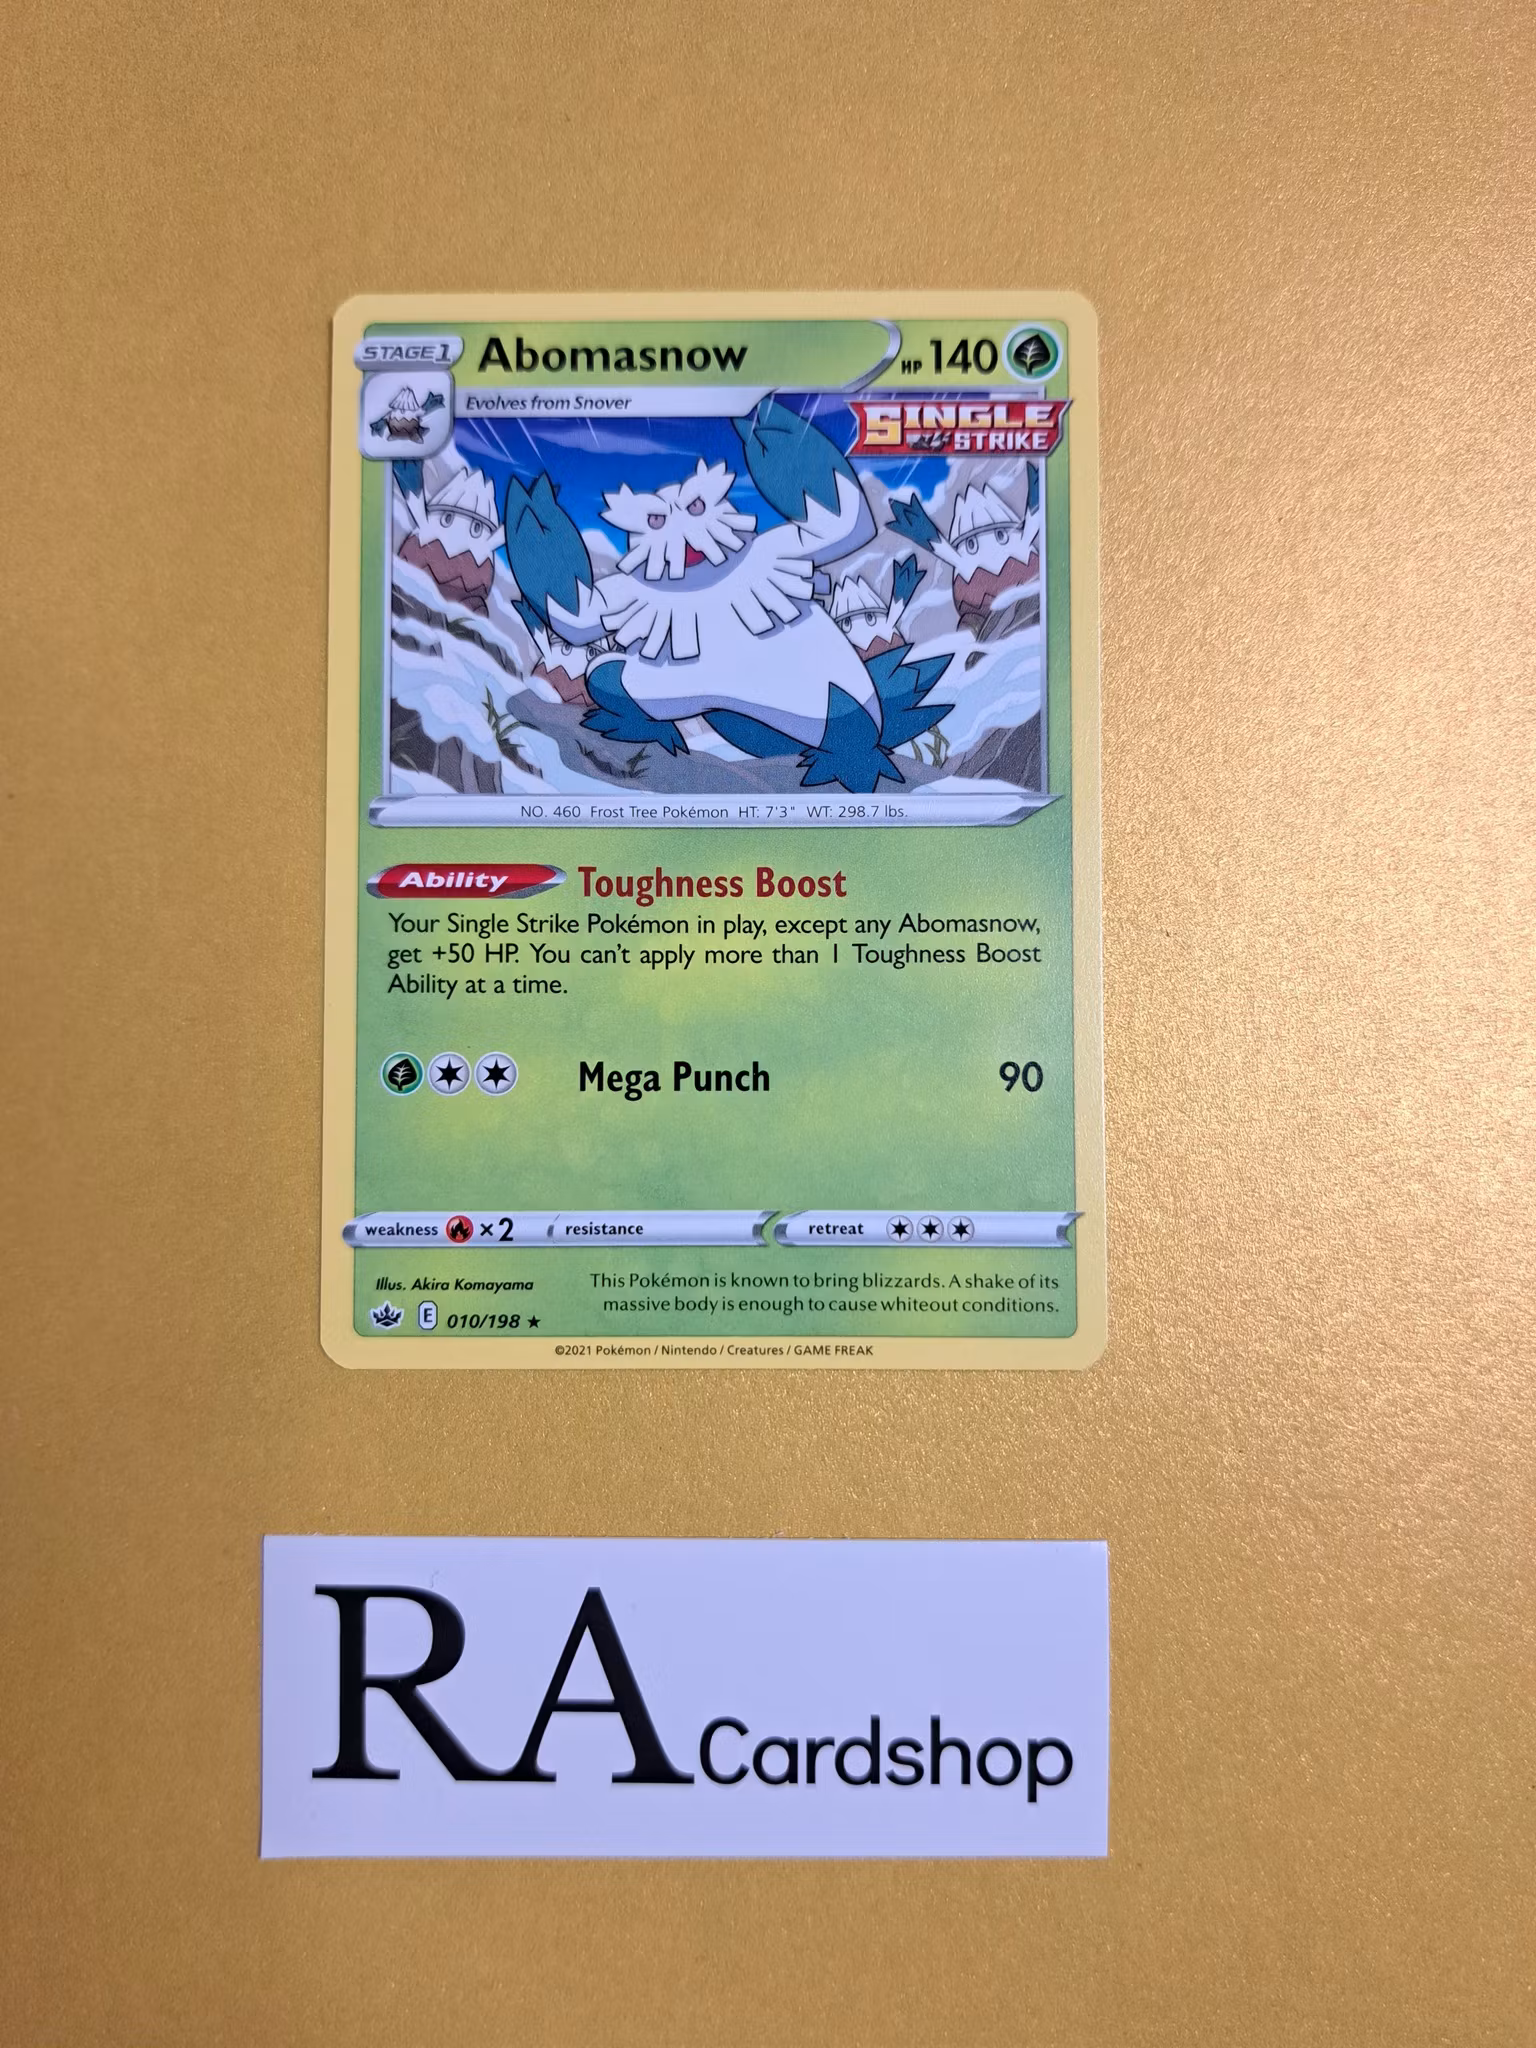 STAGE 1 Abomasnow HP 140
Evolves from Snover
SINGLE
STRIKE
NO. 460 Frost Tree Pokémon HT: 7'3" WT: 298.7 lbs.
Ability Toughness Boost
Your Single Strike Pokémon in play, except any Abomasnow,
get +50 HP. You can't apply more than 1 Toughness Boost
Ability at a time.
Mega Punch 90
weakness ×2 resistance retreat
Illus. Akira Komayama
This Pokémon is known to bring blizzards. A shake of its
massive body is enough to cause whiteout conditions.
E 010/198 ★
©2021 Pokémon / Nintendo / Creatures / GAME FREAK
RA Cardshop